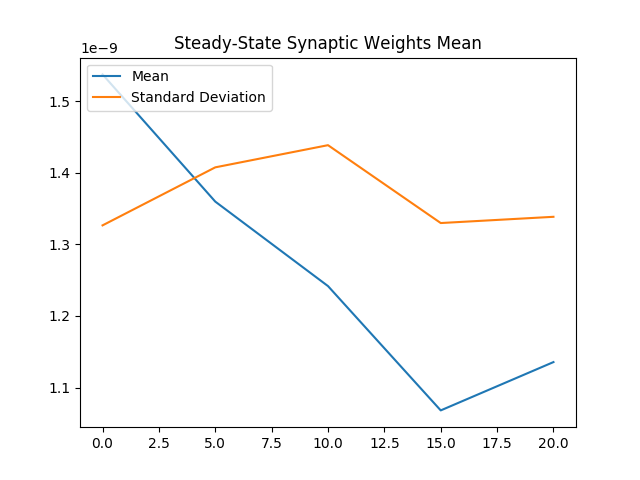 Steady-State Synaptic Weights Mean
1e−9
Mean
Standard Deviation
1.5
1.4
1.3
1.2
1.1
0.0 2.5 5.0 7.5 10.0 12.5 15.0 17.5 20.0